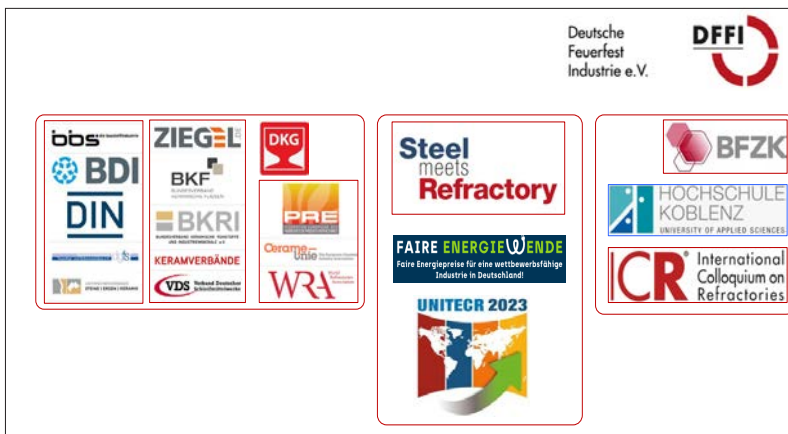 Deutsche
Feuerfest
Industrie e.V.
DFFI
bbs
BDI
DIN
ZIEGEL.DE
BKF
BKRI
KERAMVERBÄNDE
VDS Verband Deutscher
Schleifmittelwerke
DKG
PRE
Cerame
Unie
WRA
Steel
meets
Refractory
FAIRE ENERGIEWENDE
Faire Energiepreise für eine wettbewerbsfähige
Industrie in Deutschland!
UNITECR 2023
BFZK
HOCHSCHULE
KOBLENZ
UNIVERSITY OF APPLIED SCIENCES
ICR® International
Colloquium on
Refractories